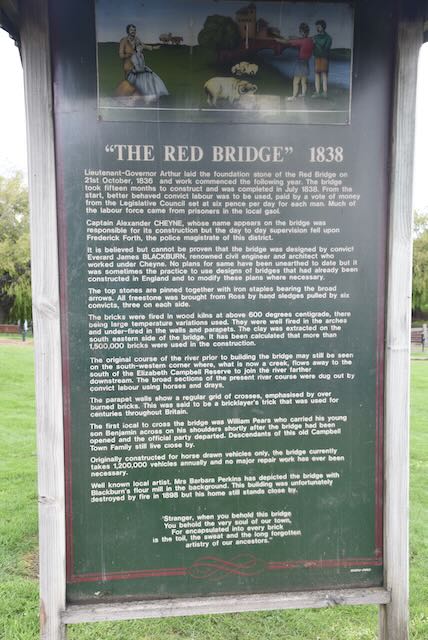 "THE RED BRIDGE" 1838
Lieutenant-Governor Arthur laid the foundation stone of the Red Bridge on
21st October, 1836 and work commenced the following year. The bridge
took fifteen months to construct and was completed in July 1838. From the
start, better behaved convict labour was to be used, paid by a vote of money
from the Legislative Council set at six pence per day for each man. Much of
the labour force came from prisoners in the local gaol.
Captain Alexander CHEYNE, whose name appears on the bridge was
responsible for its construction but the day to day supervision fell upon
Frederick Forth, the police magistrate of this district.
It is believed but cannot be proven that the bridge was designed by convict
Everard James BLACKBURN, renowned civil engineer and architect who
worked under Cheyne. No plans for same have been unearthed to date but it
was sometimes the practice to use designs of bridges that had already been
constructed in England and to modify these plans where necessary.
The top stones are pinned together with iron staples bearing the broad
arrows. All freestone was brought from Ross by hand sledges pulled by six
convicts, three on each side.
The bricks were fired in wood kilns at above 600 degrees centigrade, there
being large temperature variations used. They were well fired in the arches
and under-fired in the walls and parapets. The clay was extracted on the
south eastern side of the bridge. It has been calculated that more than
1,500,000 bricks were used in the construction.
The original course of the river prior to building the bridge may still be seen
on the south-western corner where, what is now a creek, flows away to the
south of the Elizabeth Campbell Reserve to join the river farther
downstream. The broad sections of the present river course were dug out by
convict labour using horses and drays.
The parapet walls show a regular grid of crosses, emphasised by over
burned bricks. This was said to be a bricklayer's trick that was used for
centuries throughout Britain.
The first local to cross the bridge was William Pears who carried his young
son Benjamin across on his shoulders shortly after the bridge had been
opened and the official party departed. Descendants of this old Campbell
Town Family still live close by.
Originally constructed for horse drawn vehicles only, the bridge currently
takes 1,200,000 vehicles annually and no major repair work has ever been
necessary.
Well known local artist, Mrs Barbara Perkins has depicted the bridge with
Blackburn's flour mill in the background. This building was unfortunately
destroyed by fire in 1898 but his home still stands close by.
'Stranger, when you behold this bridge
You behold the very soul of our town,
For encapsulated into every brick
is the toil, the sweat and the long forgotten
artistry of our ancestors."